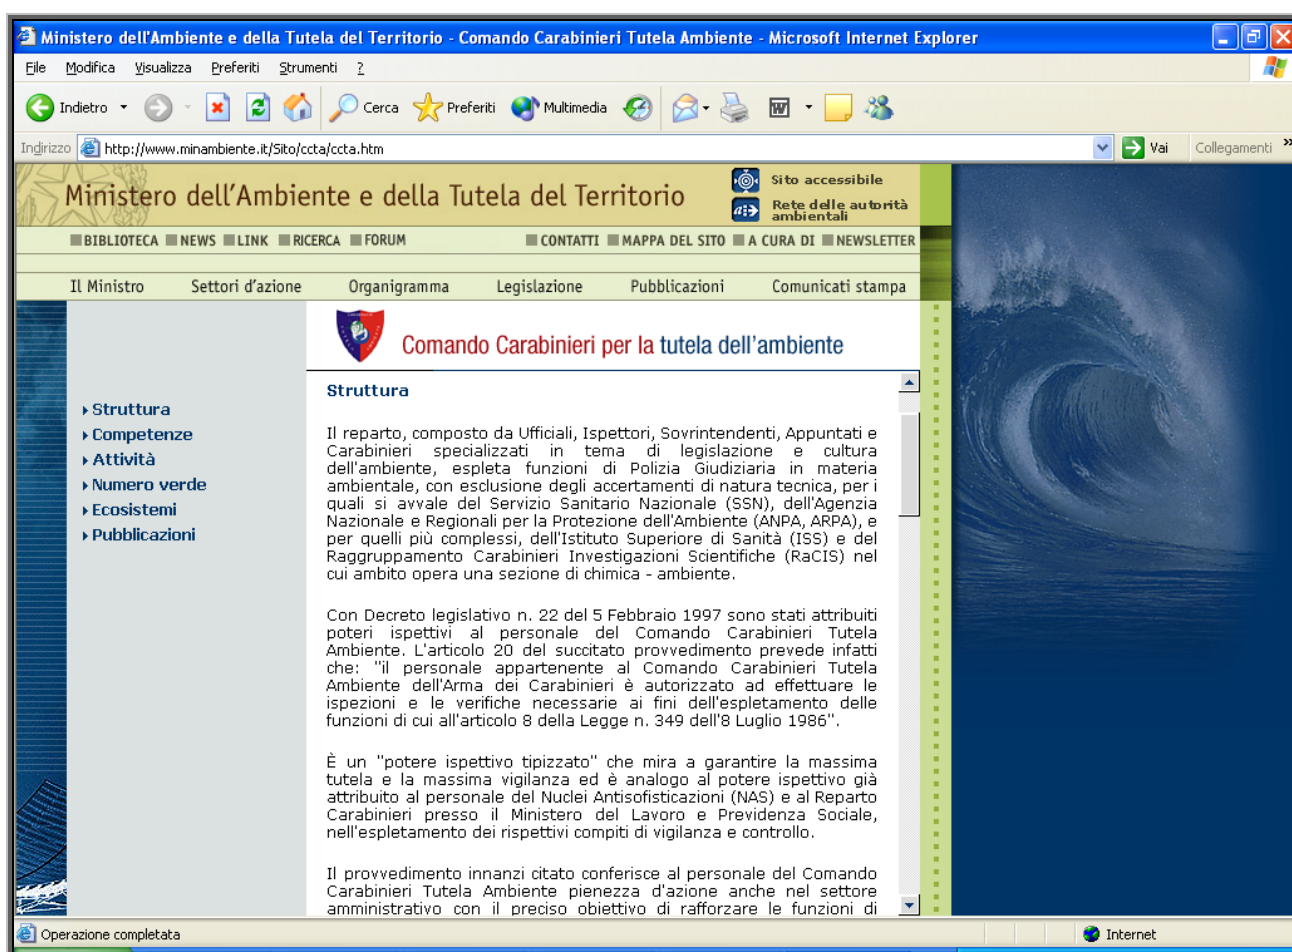 Ministero dell'Ambiente e della Tutela del Territorio - Comando Carabinieri Tutela Ambiente - Microsoft Internet Explorer
File Modifica Visualizza Preferiti Strumenti ?
Indietro Cerca Preferiti Multimedia
Indirizzo http://www.minambiente.it/Sito/ccta/ccta.htm Vai Collegamenti »
Ministero dell'Ambiente e della Tutela del Territorio
Sito accessibile
Rete delle autorità
ambientali
BIBLIOTECA NEWS LINK RICERCA FORUM CONTATTI MAPPA DEL SITO A CURA DI NEWSLETTER
Il Ministro Settori d'azione Organigramma Legislazione Pubblicazioni Comunicati stampa
Comando Carabinieri per la tutela dell'ambiente
Struttura
Competenze
Attività
Numero verde
Ecosistemi
Pubblicazioni
Struttura
Il reparto, composto da Ufficiali, Ispettori, Sovrintendenti, Appuntati e
Carabinieri specializzati in tema di legislazione e cultura
dell'ambiente, espleta funzioni di Polizia Giudiziaria in materia
ambientale, con esclusione degli accertamenti di natura tecnica, per i
quali si avvale del Servizio Sanitario Nazionale (SSN), dell'Agenzia
Nazionale e Regionali per la Protezione dell'Ambiente (ANPA, ARPA), e
per quelli più complessi, dell'Istituto Superiore di Sanità (ISS) e del
Raggruppamento Carabinieri Investigazioni Scientifiche (RaCIS) nel
cui ambito opera una sezione di chimica - ambiente.
Con Decreto legislativo n. 22 del 5 Febbraio 1997 sono stati attribuiti
poteri ispettivi al personale del Comando Carabinieri Tutela
Ambiente. L'articolo 20 del succitato provvedimento prevede infatti
che: "il personale appartenente al Comando Carabinieri Tutela
Ambiente dell'Arma dei Carabinieri è autorizzato ad effettuare le
ispezioni e le verifiche necessarie ai fini dell'espletamento delle
funzioni di cui all'articolo 8 della Legge n. 349 dell'8 Luglio 1986".
È un "potere ispettivo tipizzato" che mira a garantire la massima
tutela e la massima vigilanza ed è analogo al potere ispettivo già
attribuito al personale del Nuclei Antisofisticazioni (NAS) e al Reparto
Carabinieri presso il Ministero del Lavoro e Previdenza Sociale,
nell'espletamento dei rispettivi compiti di vigilanza e controllo.
Il provvedimento innanzi citato conferisce al personale del Comando
Carabinieri Tutela Ambiente pienezza d'azione anche nel settore
amministrativo con il preciso obiettivo di rafforzare le funzioni di
Operazione completata Internet